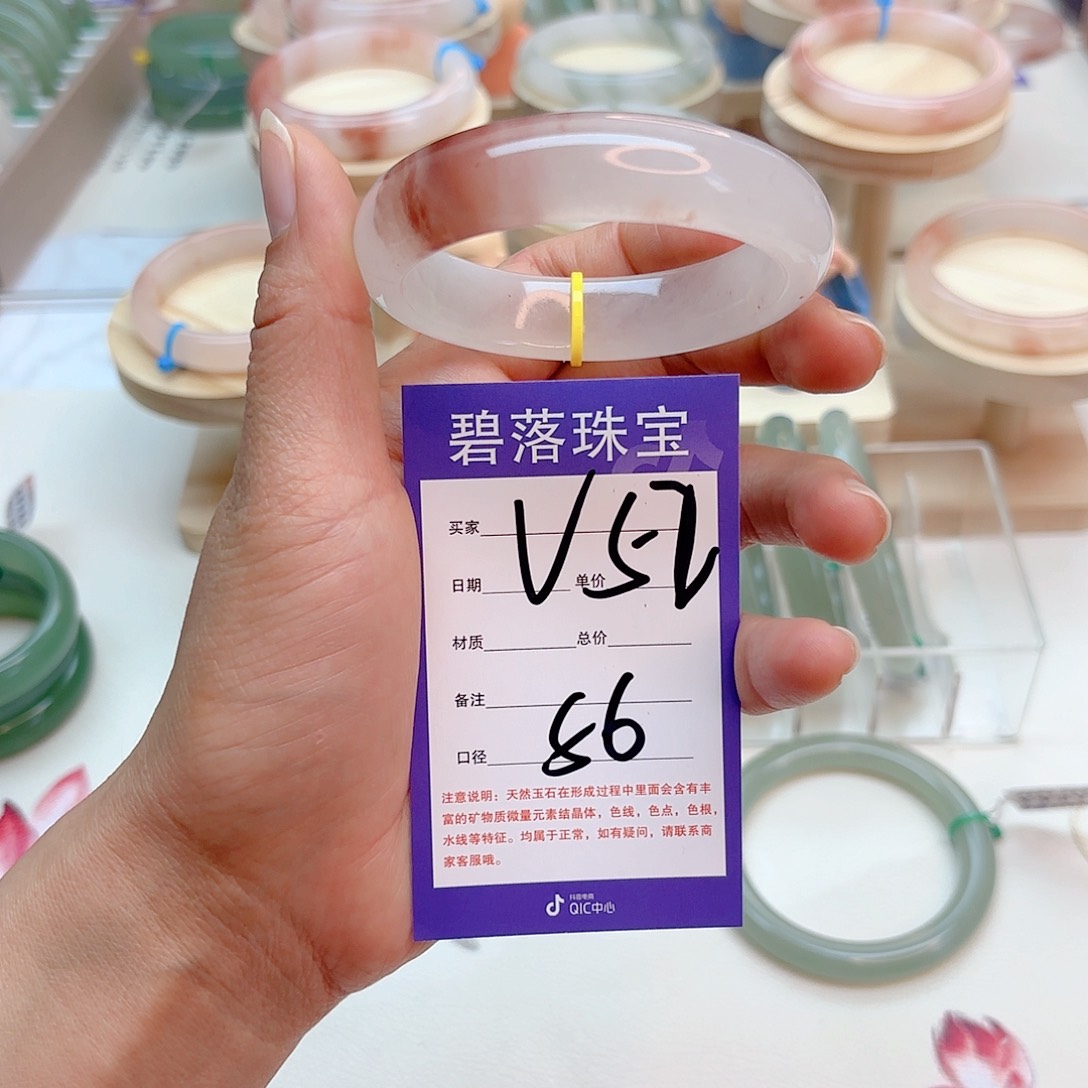 碧落珠宝
买家
日期 单价
材质 总价
备注
口径
注意说明：天然玉石在形成过程中里面会含有丰
富的矿物质微量元素结晶体，色线，色点，色根，
水线等特征。均属于正常，如有疑问，请联系商
家客服哦。
抖音电商
QIC中心